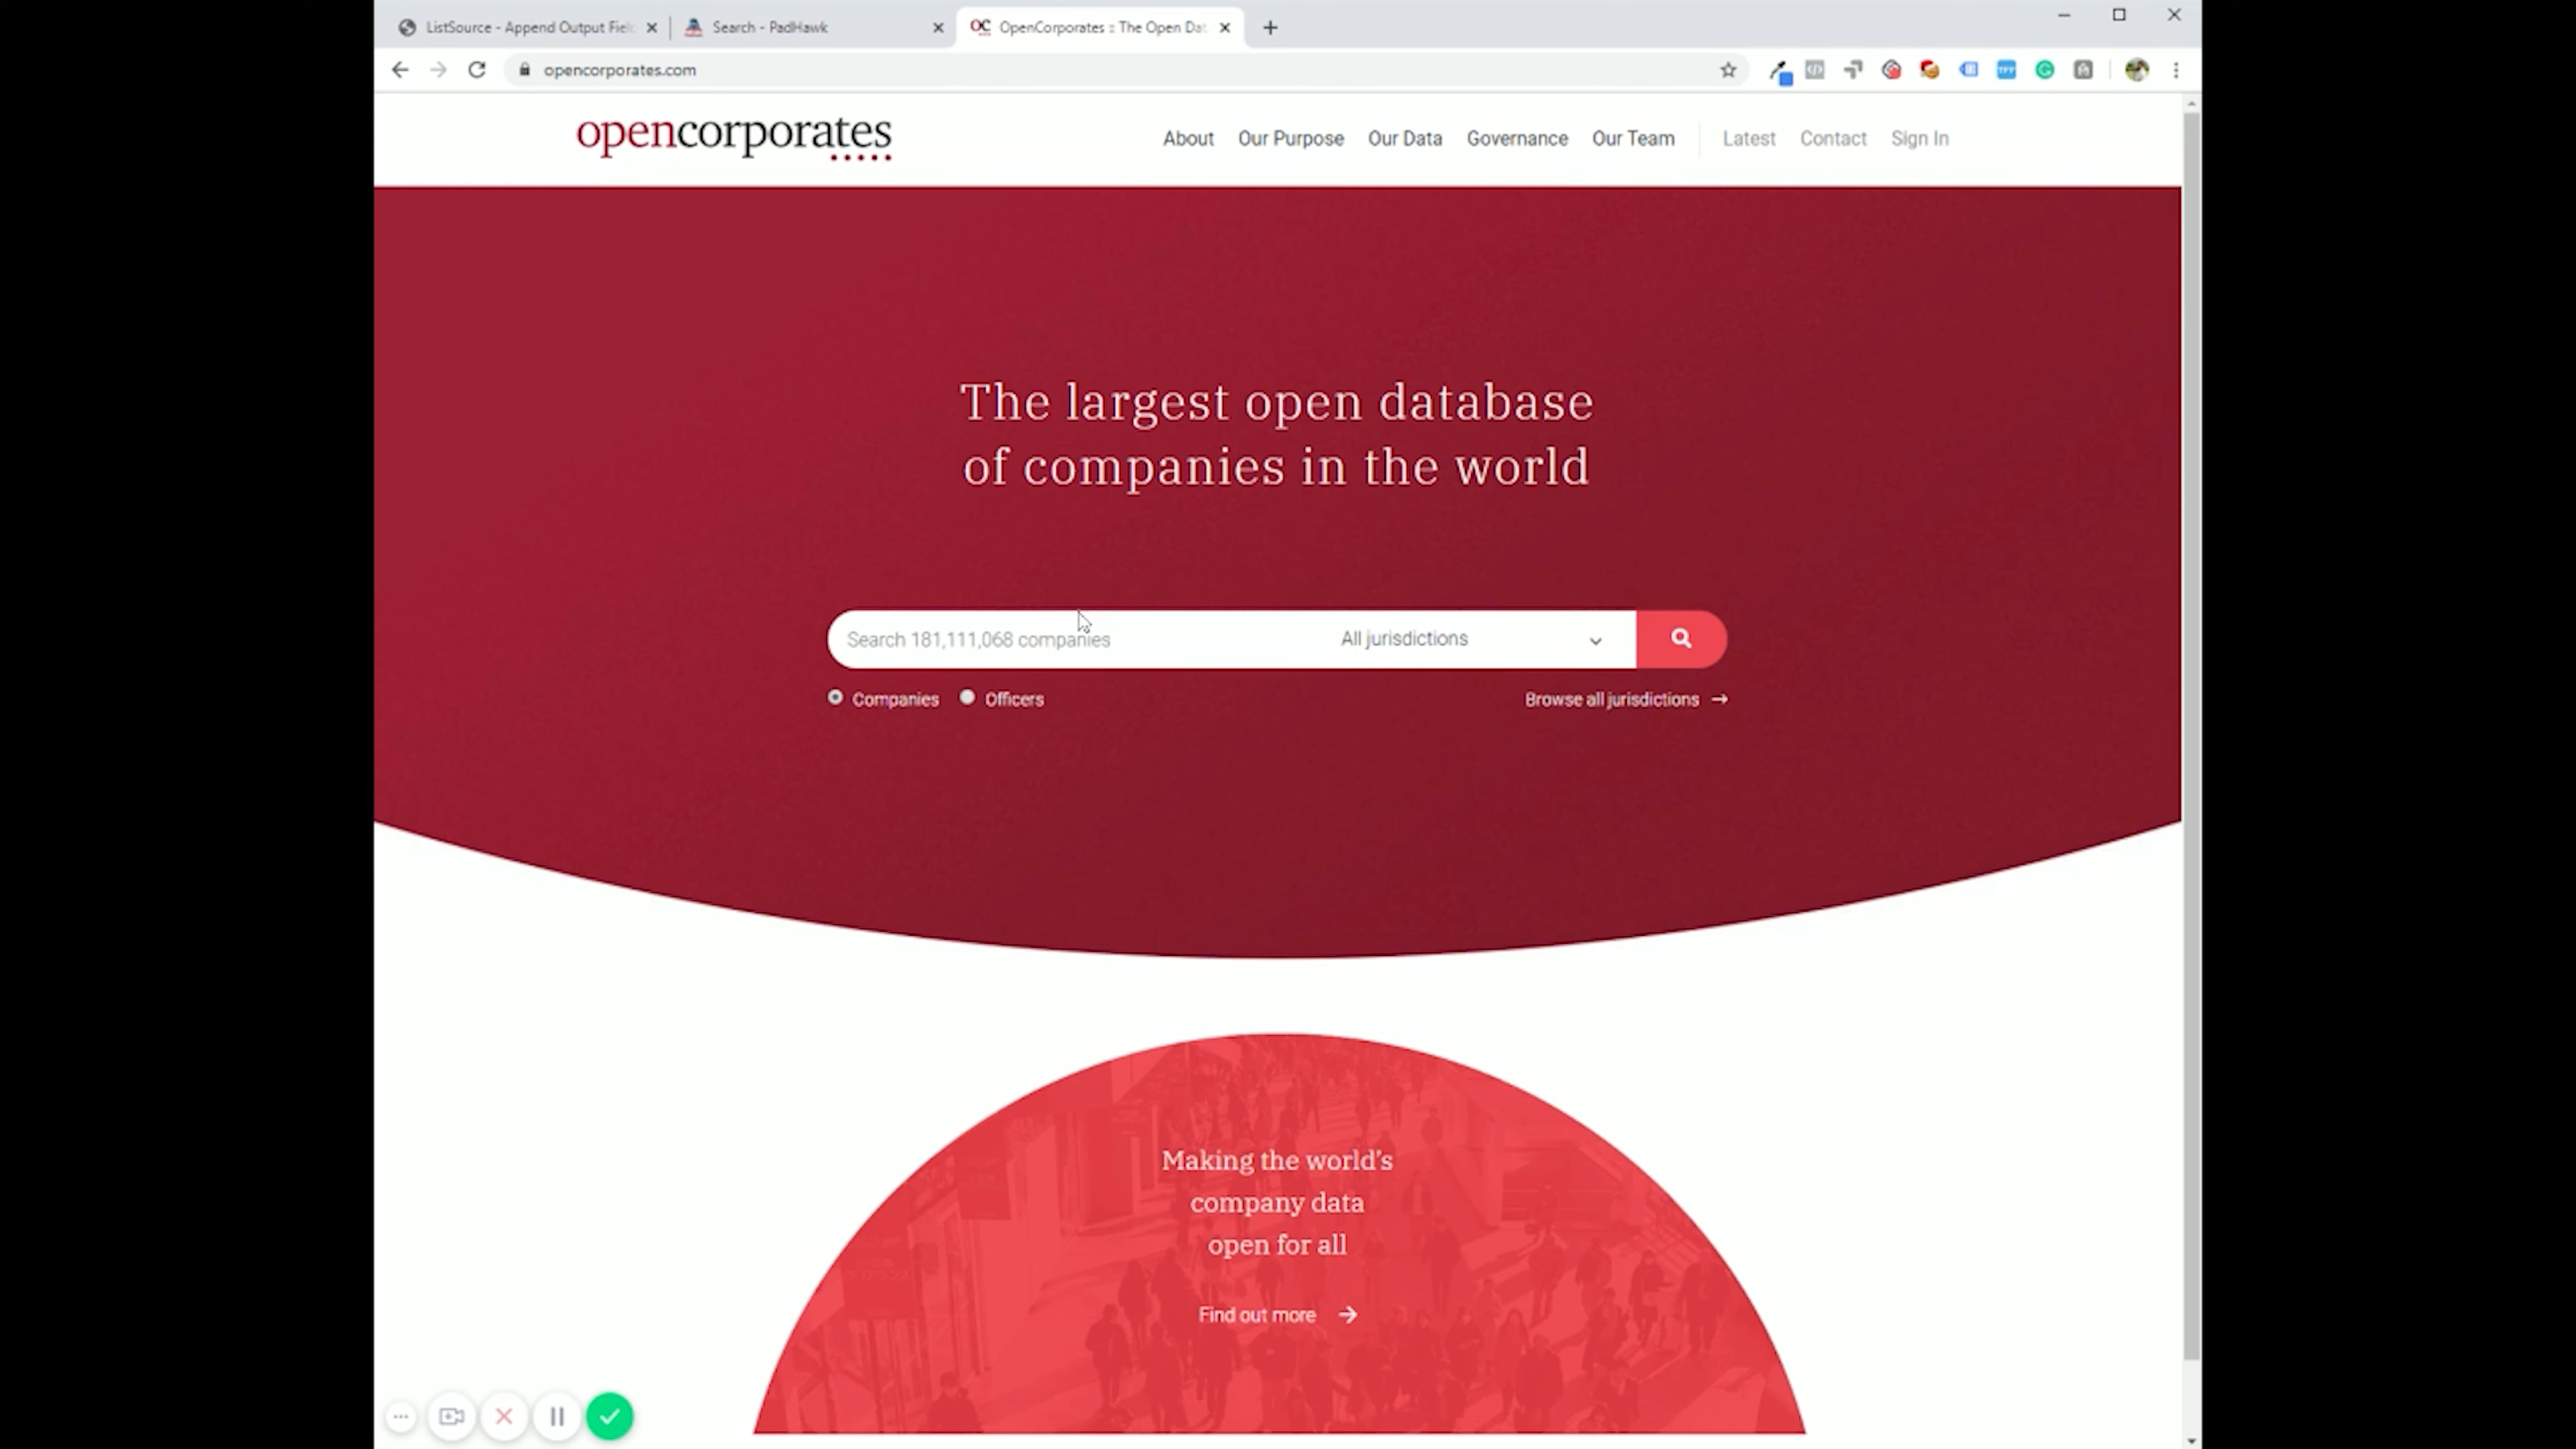 ListSource - Append Output Fiel
Search - PadHawk
OpenCorporates :: The Open Dat
opencorporates.com
opencorporates
About
Our Purpose
Our Data
Governance
Our Team
Latest
Contact
Sign In
The largest open database
of companies in the world
Search 181,111,068 companies
All jurisdictions
Companies
Officers
Browse all jurisdictions →
Making the world's
company data
open for all
Find out more →